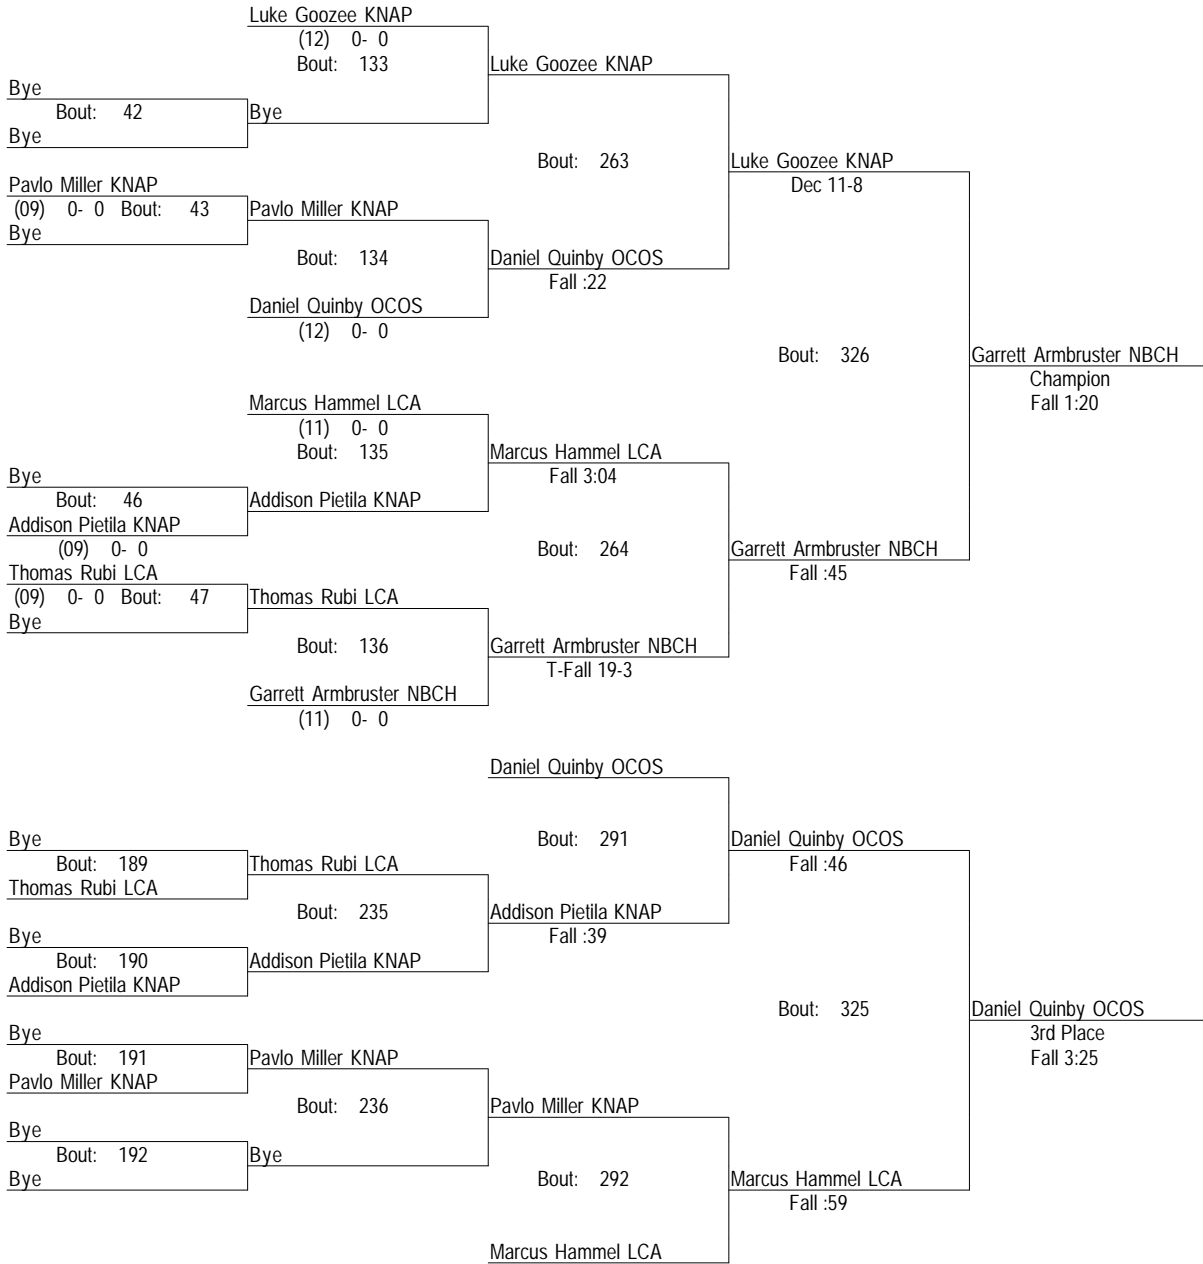 Luke Goozee KNAP
(12) 0- 0
Bout: 133
Luke Goozee KNAP
Bye
Bout: 42
Bye
Bye
Bout: 263
Luke Goozee KNAP
Dec 11-8
Pavlo Miller KNAP
(09) 0- 0 Bout: 43
Pavlo Miller KNAP
Bye
Bout: 134
Daniel Quinby OCOS
Fall :22
Daniel Quinby OCOS
(12) 0- 0
Bout: 326
Garrett Armbruster NBCH
Champion
Fall 1:20
Marcus Hammel LCA
(11) 0- 0
Bout: 135
Marcus Hammel LCA
Fall 3:04
Bye
Bout: 46
Addison Pietila KNAP
Addison Pietila KNAP
(09) 0- 0
Bout: 264
Garrett Armbruster NBCH
Fall :45
Thomas Rubi LCA
(09) 0- 0 Bout: 47
Thomas Rubi LCA
Bye
Bout: 136
Garrett Armbruster NBCH
T-Fall 19-3
Garrett Armbruster NBCH
(11) 0- 0
Daniel Quinby OCOS
Bye
Bout: 189
Thomas Rubi LCA
Thomas Rubi LCA
Bout: 291
Daniel Quinby OCOS
Fall :46
Bout: 235
Addison Pietila KNAP
Fall :39
Bye
Bout: 190
Addison Pietila KNAP
Addison Pietila KNAP
Bout: 325
Daniel Quinby OCOS
3rd Place
Fall 3:25
Bye
Bout: 191
Pavlo Miller KNAP
Pavlo Miller KNAP
Bout: 236
Pavlo Miller KNAP
Bye
Bout: 192
Bye
Bye
Bout: 292
Marcus Hammel LCA
Fall :59
Marcus Hammel LCA